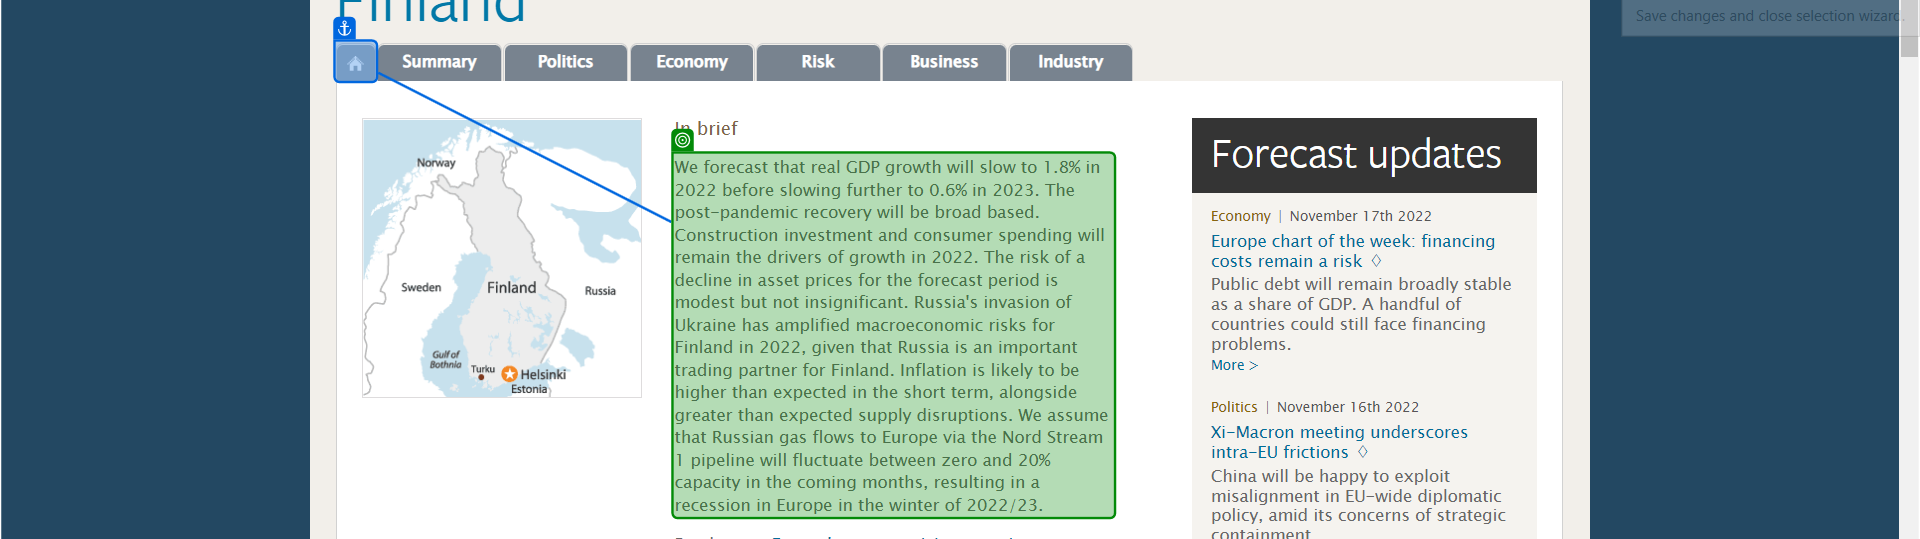 Finland
Save changes and close selection wizard.
Summary
Politics
Economy
Risk
Business
Industry
Norway
Sweden
Finland
Russia
Gulf of
Bothnia
Turku
Helsinki
Estonia
In brief
We forecast that real GDP growth will slow to 1.8% in
2022 before slowing further to 0.6% in 2023. The
post-pandemic recovery will be broad based.
Construction investment and consumer spending will
remain the drivers of growth in 2022. The risk of a
decline in asset prices for the forecast period is
modest but not insignificant. Russia's invasion of
Ukraine has amplified macroeconomic risks for
Finland in 2022, given that Russia is an important
trading partner for Finland. Inflation is likely to be
higher than expected in the short term, alongside
greater than expected supply disruptions. We assume
that Russian gas flows to Europe via the Nord Stream
1 pipeline will fluctuate between zero and 20%
capacity in the coming months, resulting in a
recession in Europe in the winter of 2022/23.
Forecast updates
Economy | November 17th 2022
Europe chart of the week: financing
costs remain a risk ◊
Public debt will remain broadly stable
as a share of GDP. A handful of
countries could still face financing
problems.
More >
Politics | November 16th 2022
Xi-Macron meeting underscores
intra-EU frictions ◊
China will be happy to exploit
misalignment in EU-wide diplomatic
policy, amid its concerns of strategic
containment